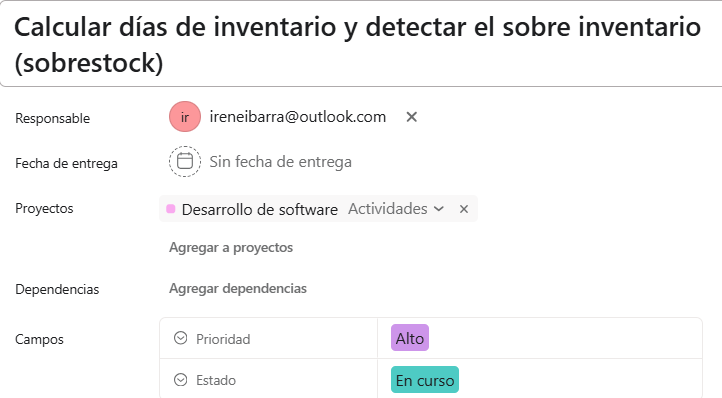 Calcular días de inventario y detectar el sobre inventario
(sobrestock)
Responsable ir ireneibarra@outlook.com ×
Fecha de entrega Sin fecha de entrega
Proyectos Desarrollo de software Actividades ×
Agregar a proyectos
Dependencias Agregar dependencias
Campos Prioridad Alto
Estado En curso